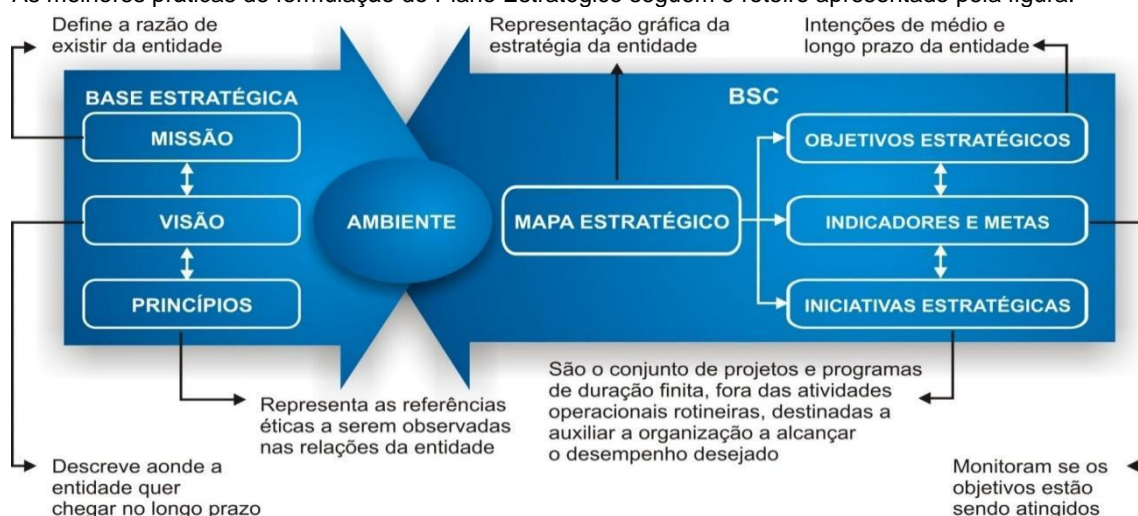 As melhores práticas de formulação do Plano Estratégico seguem o roteiro apresentado pela figura:
Define a razão de
existir da entidade
Representação gráfica da
estratégia da entidade
Intenções de médio e
longo prazo da entidade
BASE ESTRATÉGICA
MISSÃO
VISÃO
PRINCÍPIOS
AMBIENTE
BSC
MAPA ESTRATÉGICO
OBJETIVOS ESTRATÉGICOS
INDICADORES E METAS
INICIATIVAS ESTRATÉGICAS
Representa as referências
éticas a serem observadas
nas relações da entidade
São o conjunto de projetos e programas
de duração finita, fora das atividades
operacionais rotineiras, destinadas a
auxiliar a organização a alcançar
o desempenho desejado
Descreve aonde a
entidade quer
chegar no longo prazo
Monitoram se os
objetivos estão
sendo atingidos